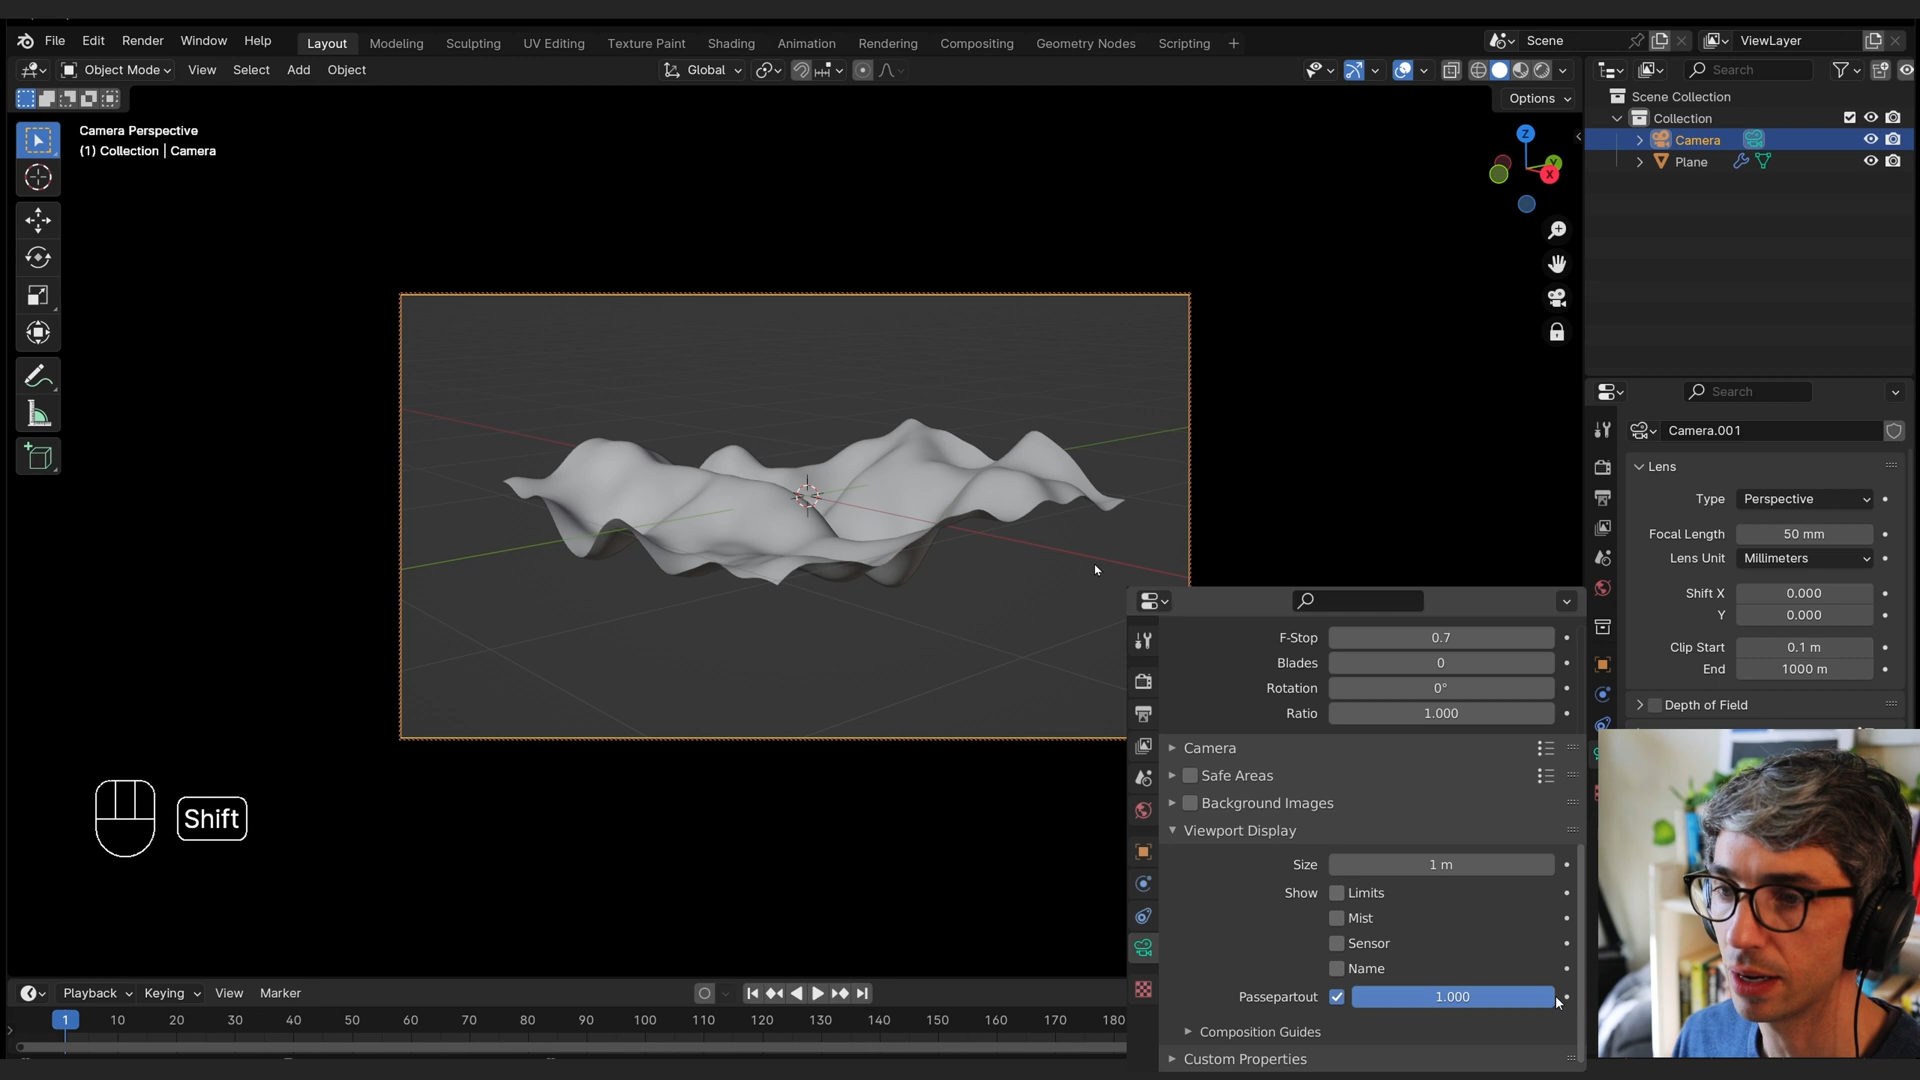 File Edit Render Window Help Layout Modeling Sculpting UV Editing Texture Paint Shading Animation Rendering Compositing Geometry Nodes Scripting + Scene ViewLayer
Object Mode View Select Add Object Global Search
Options
Scene Collection
Collection
Camera
Plane
Camera Perspective
(1) Collection | Camera
Z
Y
X
Search
Camera.001
Lens
Type Perspective
Focal Length 50 mm
Lens Unit Millimeters
Shift X 0.000
Y 0.000
Clip Start 0.1 m
End 1000 m
Depth of Field
F-Stop 0.7
Blades 0
Rotation 0°
Ratio 1.000
Camera
Safe Areas
Background Images
Viewport Display
Size 1 m
Show Limits
Mist
Sensor
Name
Passepartout 1.000
Composition Guides
Custom Properties
Shift
Playback Keying View Marker
1 10 20 30 40 50 60 70 80 90 100 110 120 130 140 150 160 170 180